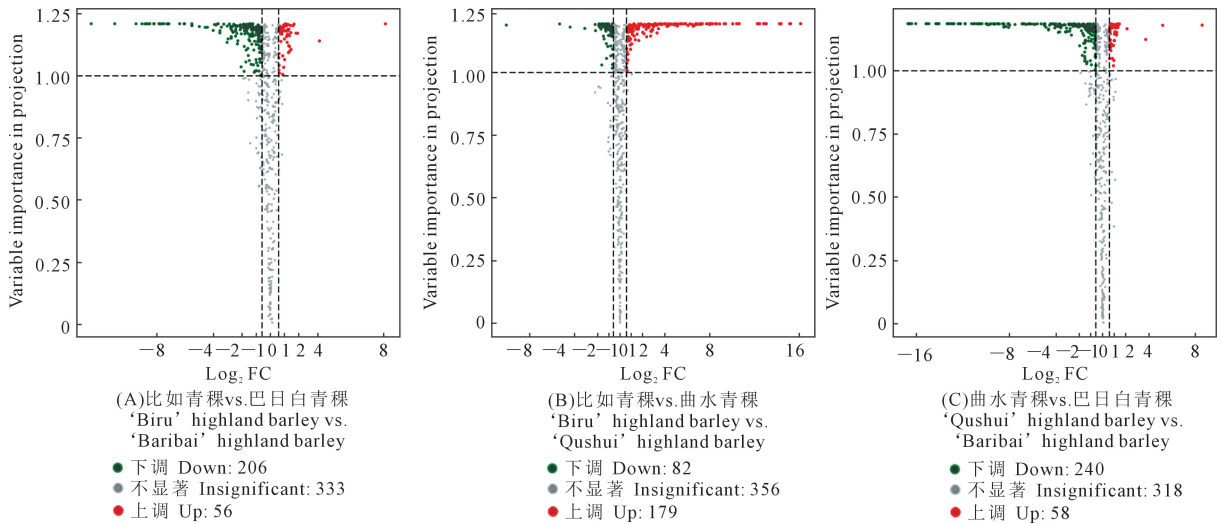 1.25
1.00
0.75
0.50
0.25
0
Variable importance in projection
−8
−4
−2
−1
0
1
2
4
8
Log₂ FC
(A)比如青稞vs.巴日白青稞
‘Biru’ highland barley vs.
‘Baribai’ highland barley
下调 Down: 206
不显著 Insignificant: 333
上调 Up: 56
1.25
1.00
0.75
0.50
0.25
0
Variable importance in projection
−8
−4
−2
−1
0
1
2
4
8
16
Log₂ FC
(B)比如青稞vs.曲水青稞
‘Biru’ highland barley vs.
‘Qushui’ highland barley
下调 Down: 82
不显著 Insignificant: 356
上调 Up: 179
1.00
0.75
0.50
0.25
0
Variable importance in projection
−16
−8
−4
−2
−1
0
1
2
4
8
Log₂ FC
(C)曲水青稞vs.巴日白青稞
‘Qushui’ highland barley vs.
‘Baribai’ highland barley
下调 Down: 240
不显著 Insignificant: 318
上调 Up: 58